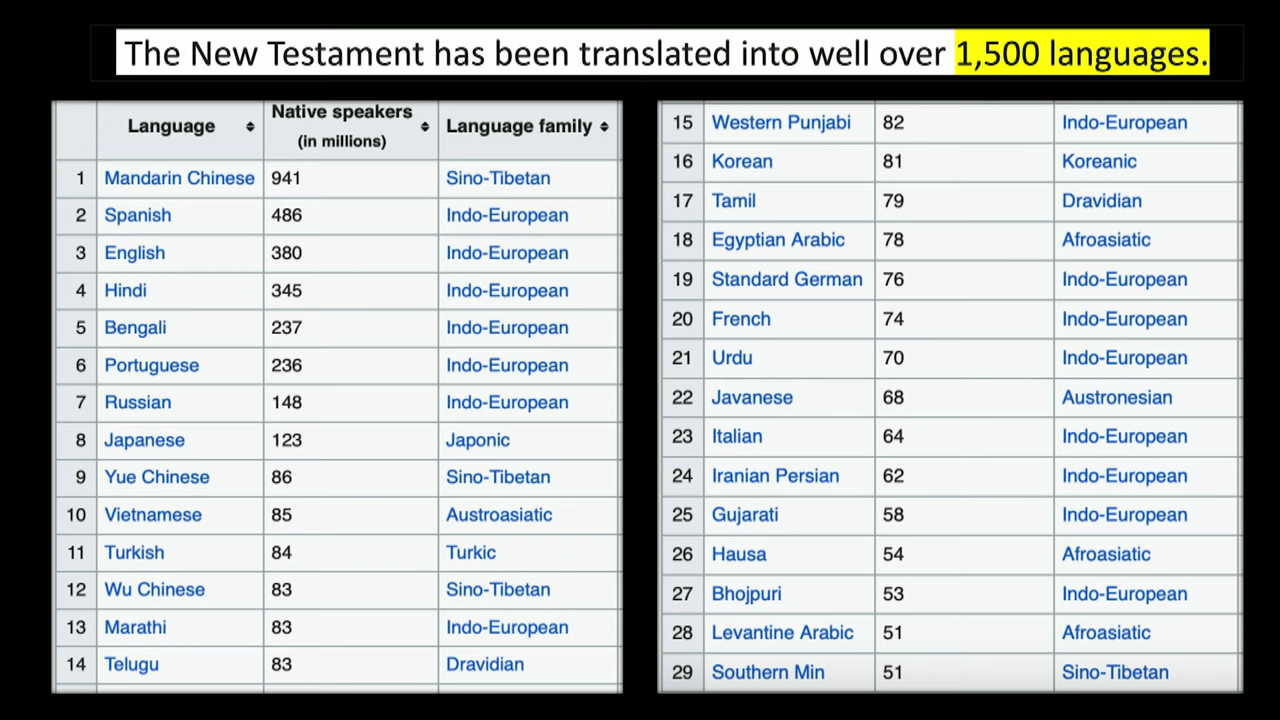 The New Testament has been translated into well over 1,500 languages.
Language Native speakers (in millions) Language family
1 Mandarin Chinese 941 Sino-Tibetan
2 Spanish 486 Indo-European
3 English 380 Indo-European
4 Hindi 345 Indo-European
5 Bengali 237 Indo-European
6 Portuguese 236 Indo-European
7 Russian 148 Indo-European
8 Japanese 123 Japonic
9 Yue Chinese 86 Sino-Tibetan
10 Vietnamese 85 Austroasiatic
11 Turkish 84 Turkic
12 Wu Chinese 83 Sino-Tibetan
13 Marathi 83 Indo-European
14 Telugu 83 Dravidian
15 Western Punjabi 82 Indo-European
16 Korean 81 Koreanic
17 Tamil 79 Dravidian
18 Egyptian Arabic 78 Afroasiatic
19 Standard German 76 Indo-European
20 French 74 Indo-European
21 Urdu 70 Indo-European
22 Javanese 68 Austronesian
23 Italian 64 Indo-European
24 Iranian Persian 62 Indo-European
25 Gujarati 58 Indo-European
26 Hausa 54 Afroasiatic
27 Bhojpuri 53 Indo-European
28 Levantine Arabic 51 Afroasiatic
29 Southern Min 51 Sino-Tibetan